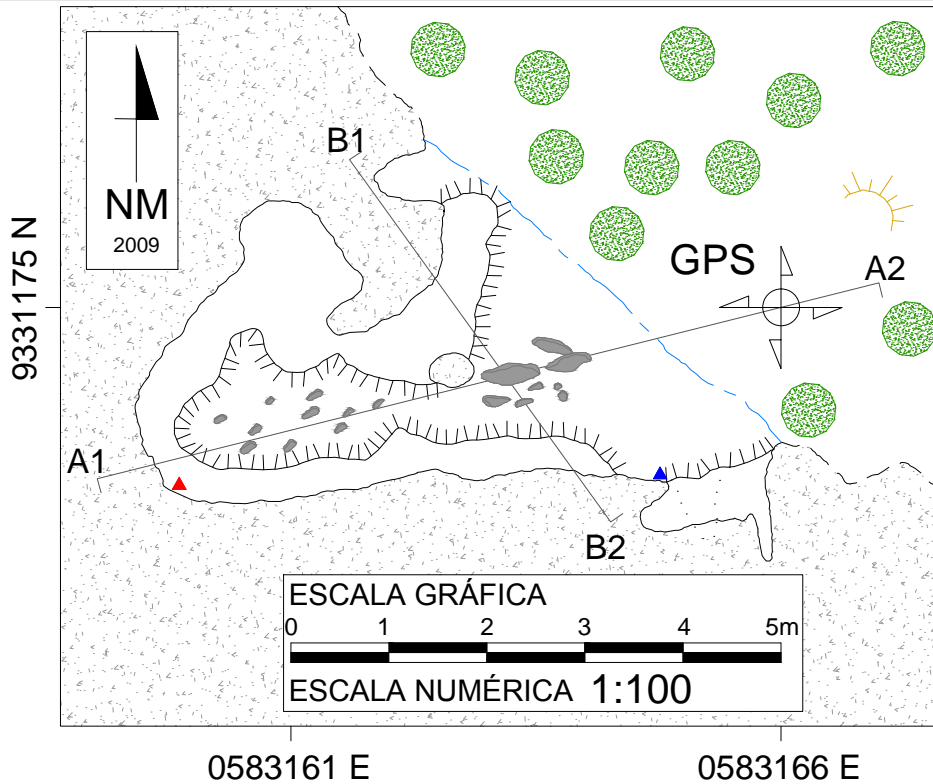 B1
NM
2009
GPS
A2
9331175 N
A1
B2
ESCALA GRÁFICA
0 1 2 3 4 5m
ESCALA NUMÉRICA 1:100
0583161 E 0583166 E